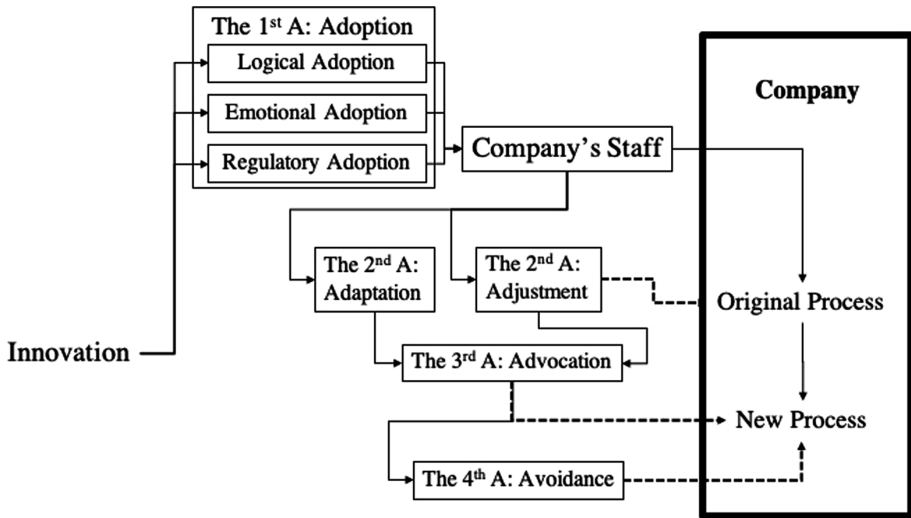 The 1st A: Adoption
Logical Adoption
Emotional Adoption
Regulatory Adoption
Company's Staff
Company
The 2nd A:
Adaptation
The 2nd A:
Adjustment
Original Process
Innovation
The 3rd A: Advocation
New Process
The 4th A: Avoidance